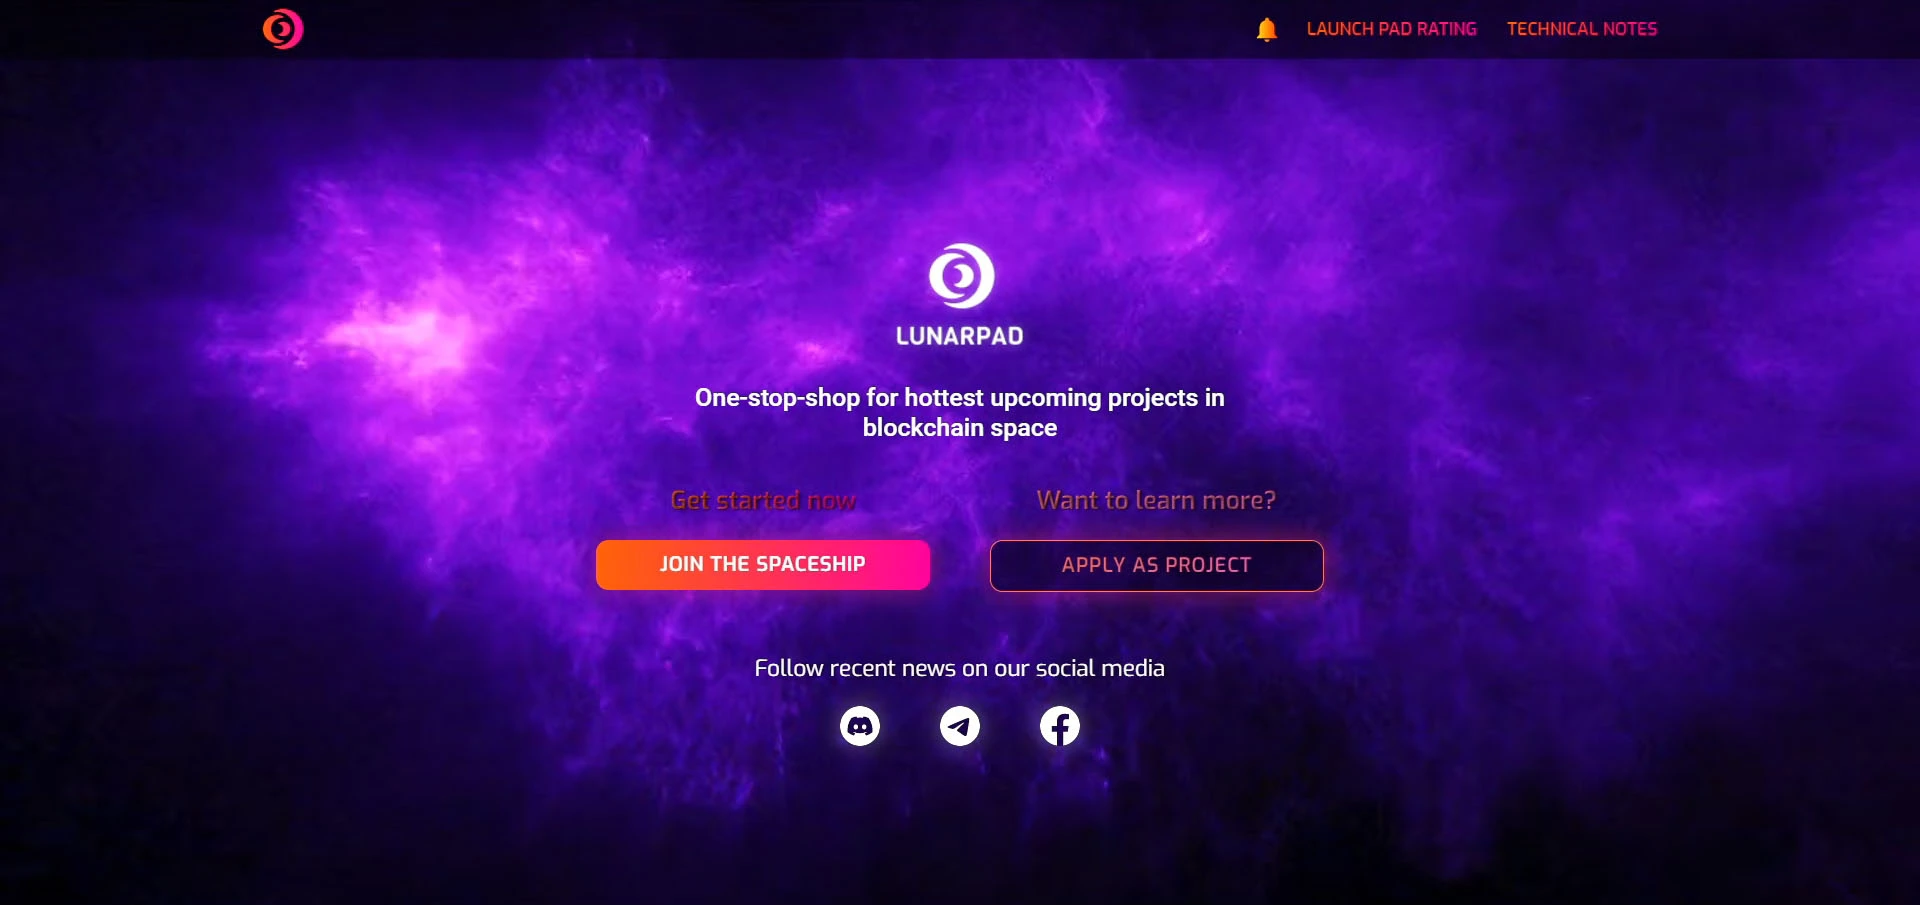 LAUNCH PAD RATING
TECHNICAL NOTES
LUNARPAD
One-stop-shop for hottest upcoming projects in
blockchain space
Get started now
Want to learn more?
JOIN THE SPACESHIP
APPLY AS PROJECT
Follow recent news on our social media